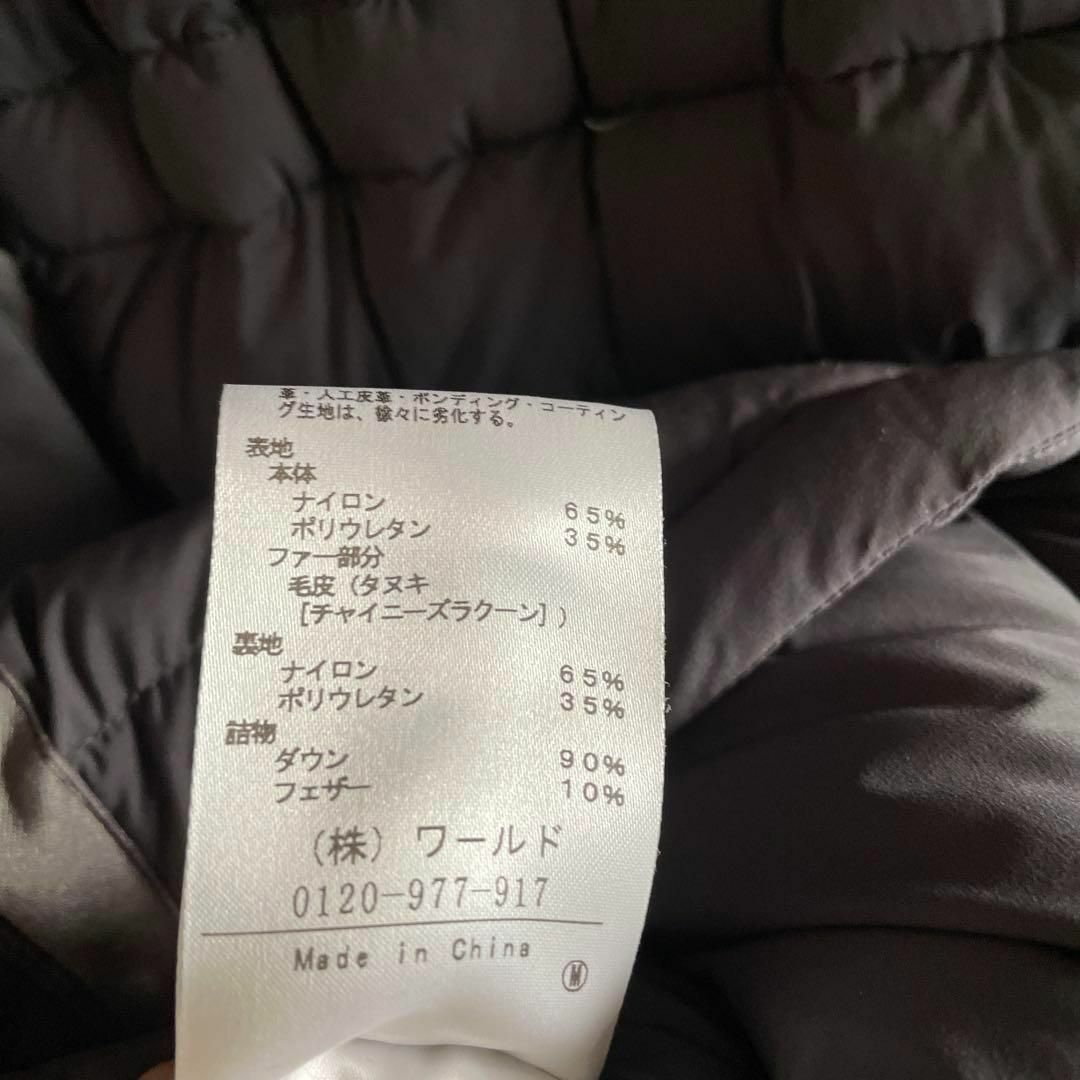 革・人工皮革・ボンディング・コーティン
グ生地は、徐々に劣化する。
表地
本体
ナイロン 65%
ポリウレタン 35%
ファー部分
毛皮（タヌキ
［チャイニーズラクーン］）
裏地
ナイロン 65%
ポリウレタン 35%
詰物
ダウン 90%
フェザー 10%
（株）ワールド
0120-977-917
Made in China
Ⓜ